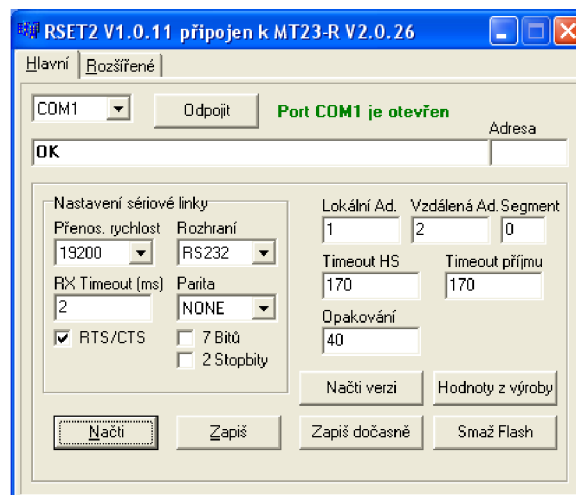 RSET2 V1.0.11 připojen k MT23-R V2.0.26
Hlavní Rozšířené
COM1 Odpojit Port COM1 je otevřen
Adresa
OK
Nastavení sériové linky
Přenos. rychlost Rozhraní
19200 RS232
RX Timeout (ms) Parita
2 NONE
RTS/CTS 7 Bitů
2 Stopbity
Lokální Ad. Vzdálená Ad. Segment
1 2 0
Timeout HS Timeout příjmu
170 170
Opakování
40
Načti verzi Hodnoty z výroby
Načti Zapiš Zapiš dočasně Smaž Flash